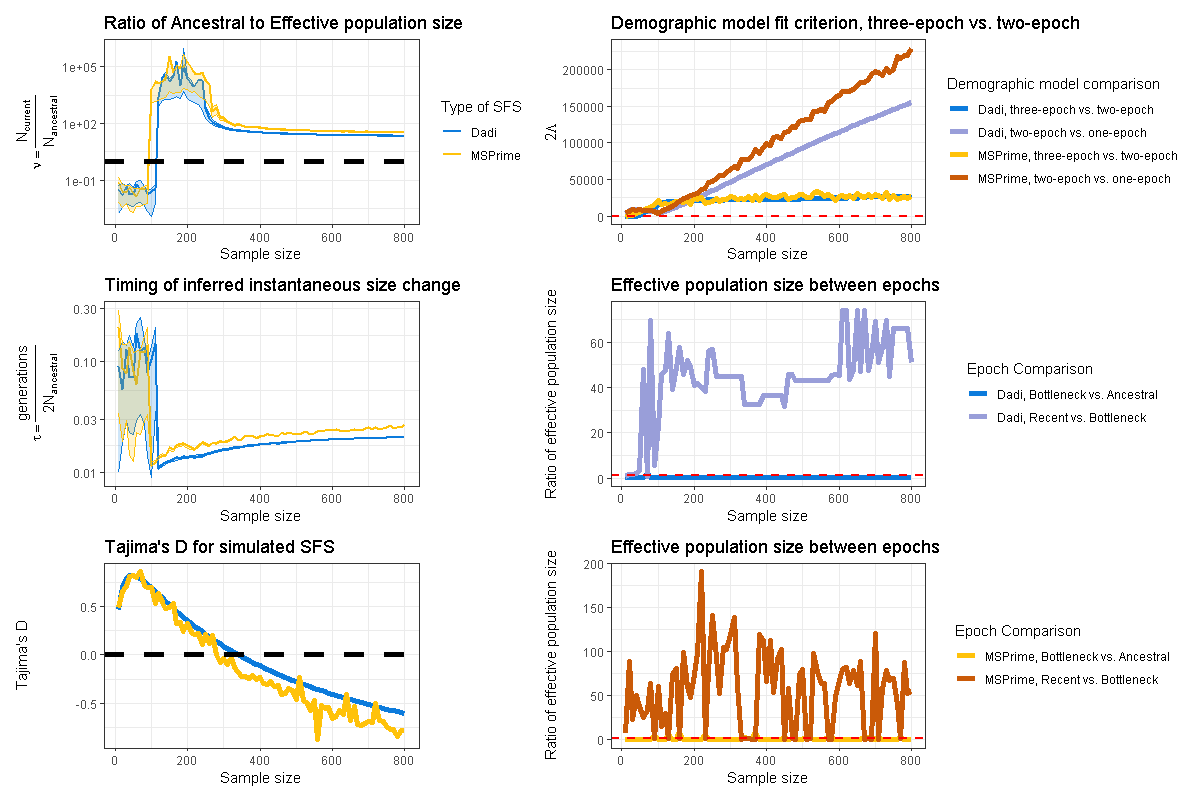 Ratio of Ancestral to Effective population size
1e+05
1e+02
1e-01
ν = Ncurrent / Nancestral
0 200 400 600 800
Sample size
Type of SFS
Dadi
MSPrime
Demographic model fit criterion, three-epoch vs. two-epoch
200000
150000
100000
50000
0
2Λ
0 200 400 600 800
Sample size
Demographic model comparison
Dadi, three-epoch vs. two-epoch
Dadi, two-epoch vs. one-epoch
MSPrime, three-epoch vs. two-epoch
MSPrime, two-epoch vs. one-epoch
Timing of inferred instantaneous size change
0.30
0.10
0.03
0.01
τ = generations / 2Nancestral
0 200 400 600 800
Sample size
Effective population size between epochs
60
40
20
0
Ratio of effective population size
0 200 400 600 800
Sample size
Epoch Comparison
Dadi, Bottleneck vs. Ancestral
Dadi, Recent vs. Bottleneck
Tajima's D for simulated SFS
0.5
0.0
-0.5
Tajima's D
0 200 400 600 800
Sample size
Effective population size between epochs
200
150
100
50
0
Ratio of effective population size
0 200 400 600 800
Sample size
Epoch Comparison
MSPrime, Bottleneck vs. Ancestral
MSPrime, Recent vs. Bottleneck